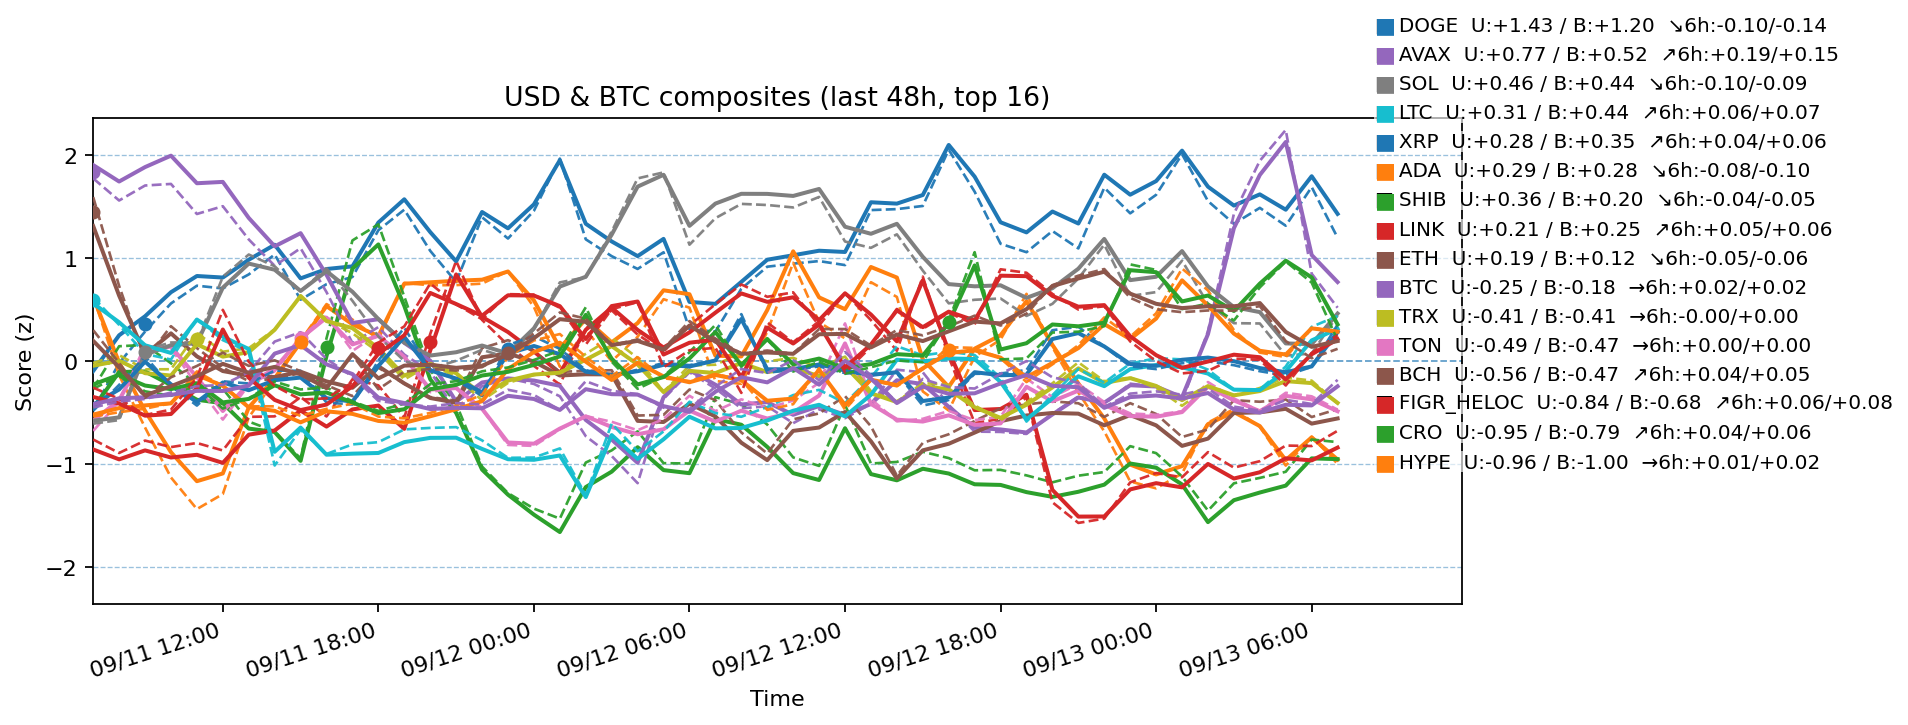 DOGE  U:+1.43 / B:+1.20  ↘6h:-0.10/-0.14
AVAX  U:+0.77 / B:+0.52  ↗6h:+0.19/+0.15
SOL  U:+0.46 / B:+0.44  ↘6h:-0.10/-0.09
LTC  U:+0.31 / B:+0.44  ↗6h:+0.06/+0.07
XRP  U:+0.28 / B:+0.35  ↗6h:+0.04/+0.06
ADA  U:+0.29 / B:+0.28  ↘6h:-0.08/-0.10
SHIB  U:+0.36 / B:+0.20  ↘6h:-0.04/-0.05
LINK  U:+0.21 / B:+0.25  ↗6h:+0.05/+0.06
ETH  U:+0.19 / B:+0.12  ↘6h:-0.05/-0.06
BTC  U:-0.25 / B:-0.18  →6h:+0.02/+0.02
TRX  U:-0.41 / B:-0.41  →6h:-0.00/+0.00
TON  U:-0.49 / B:-0.47  →6h:+0.00/+0.00
BCH  U:-0.56 / B:-0.47  ↗6h:+0.04/+0.05
FIGR_HELOC  U:-0.84 / B:-0.68  ↗6h:+0.06/+0.08
CRO  U:-0.95 / B:-0.79  ↗6h:+0.04/+0.06
HYPE  U:-0.96 / B:-1.00  →6h:+0.01/+0.02
USD & BTC composites (last 48h, top 16)
Score (z)
2
1
0
−1
−2
09/11 12:00
09/11 18:00
09/12 00:00
09/12 06:00
09/12 12:00
09/12 18:00
09/13 00:00
09/13 06:00
Time